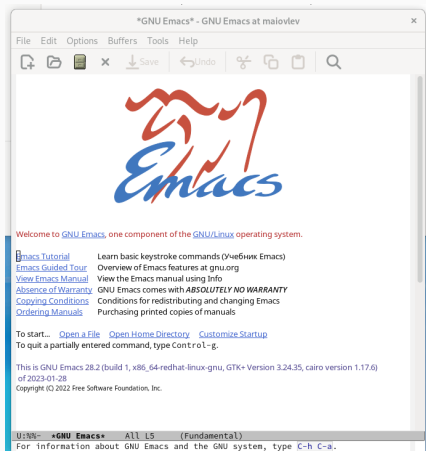 *GNU Emacs* - GNU Emacs at maiovlev ×
File Edit Options Buffers Tools Help
Save Undo
Emacs
Welcome to GNU Emacs, one component of the GNU/Linux operating system.
Emacs Tutorial Learn basic keystroke commands (Учебник Emacs)
Emacs Guided Tour Overview of Emacs features at gnu.org
View Emacs Manual View the Emacs manual using Info
Absence of Warranty GNU Emacs comes with ABSOLUTELY NO WARRANTY
Copying Conditions Conditions for redistributing and changing Emacs
Ordering Manuals Purchasing printed copies of manuals
To start... Open a File Open Home Directory Customize Startup
To quit a partially entered command, type Control-g.
This is GNU Emacs 28.2 (build 1, x86_64-redhat-linux-gnu, GTK+ Version 3.24.35, cairo version 1.17.6)
of 2023-01-28
Copyright (C) 2022 Free Software Foundation, Inc.
U:%%- *GNU Emacs* All L5 (Fundamental)
For information about GNU Emacs and the GNU system, type C-h C-a.